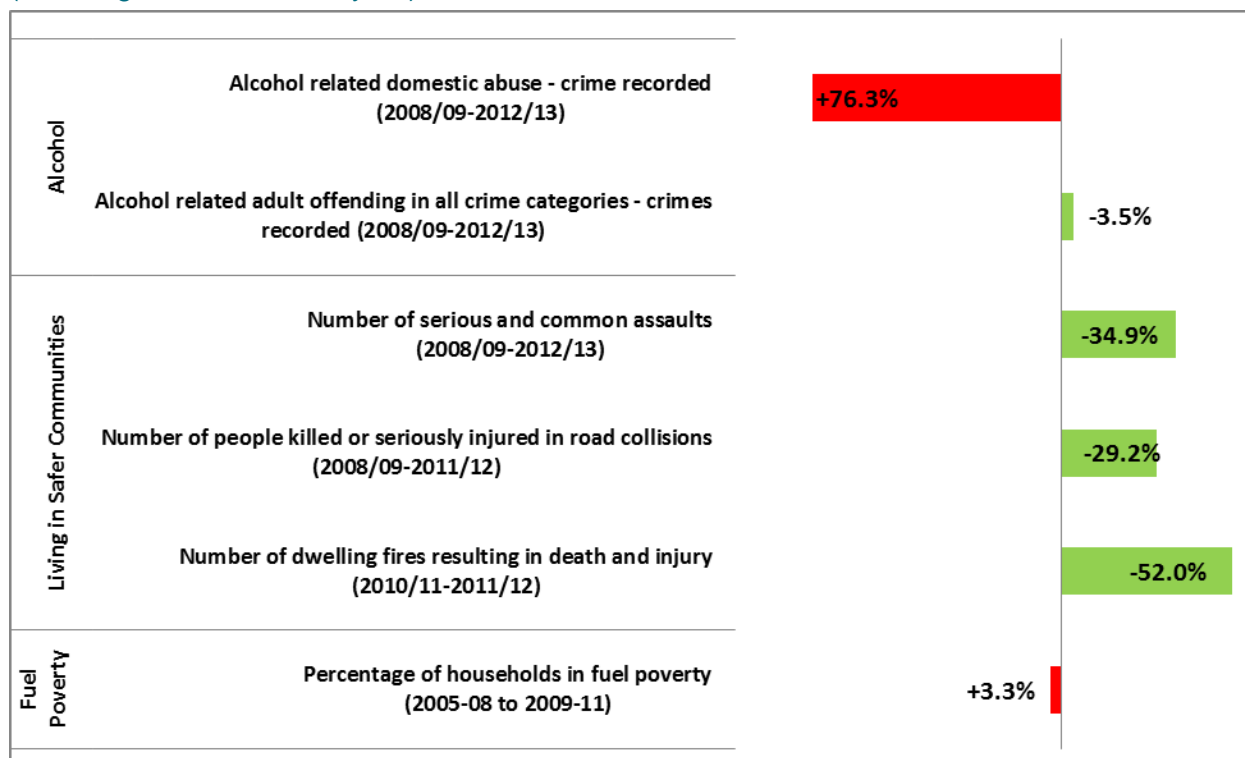 Alcohol
Alcohol related domestic abuse - crime recorded
(2008/09-2012/13)
+76.3%
Alcohol related adult offending in all crime categories - crimes
recorded (2008/09-2012/13)
-3.5%
Living in Safer Communities
Number of serious and common assaults
(2008/09-2012/13)
-34.9%
Number of people killed or seriously injured in road collisions
(2008/09-2011/12)
-29.2%
Number of dwelling fires resulting in death and injury
(2010/11-2011/12)
-52.0%
Fuel
Poverty
Percentage of households in fuel poverty
(2005-08 to 2009-11)
+3.3%